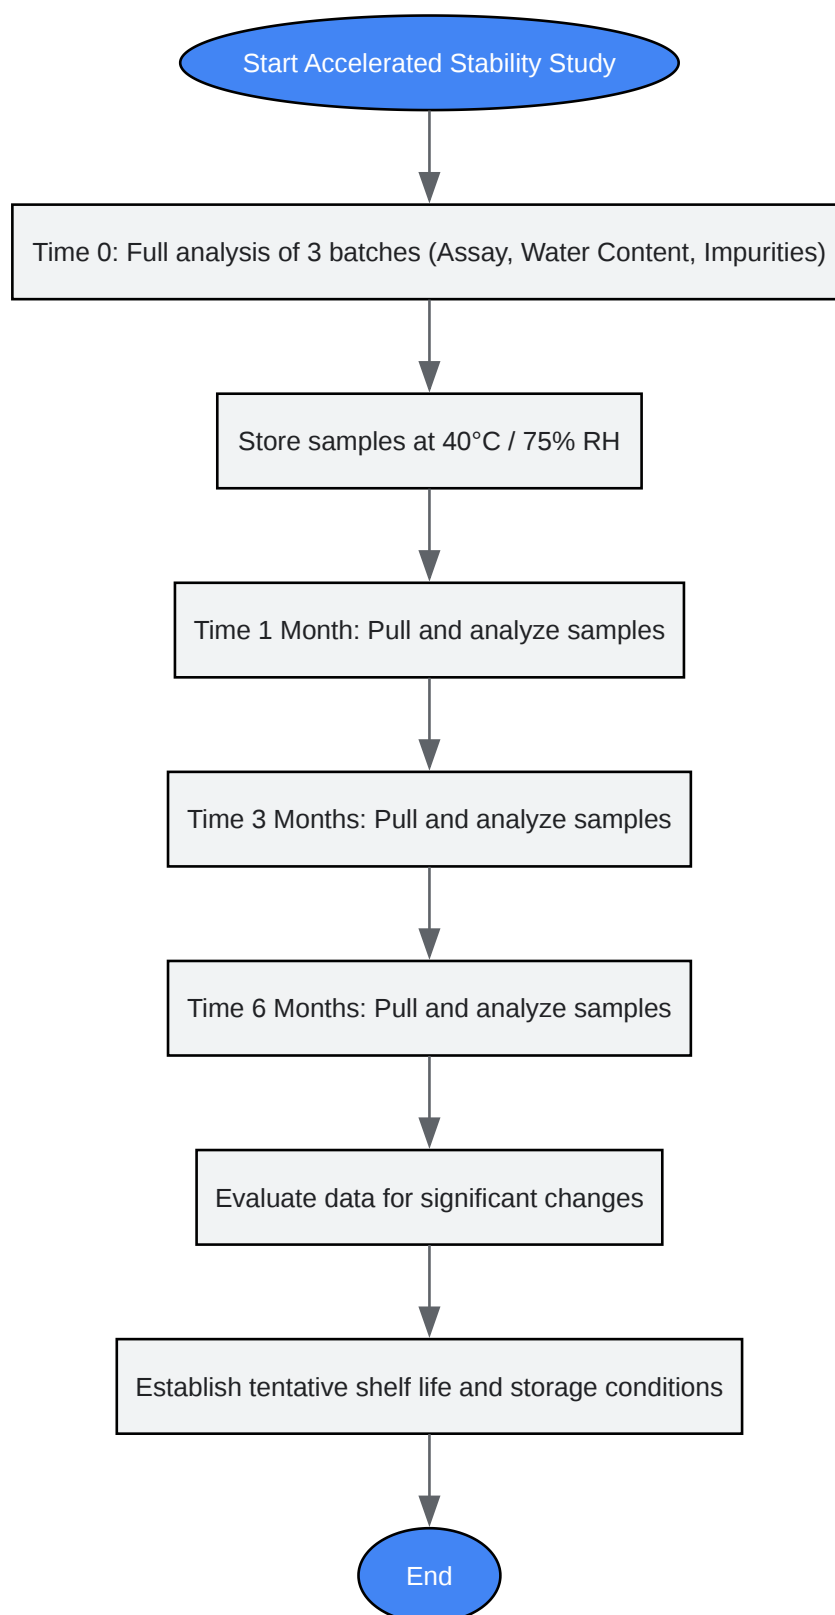 Start Accelerated Stability Study
Time 0: Full analysis of 3 batches (Assay, Water Content, Impurities)
Store samples at 40°C / 75% RH
Time 1 Month: Pull and analyze samples
Time 3 Months: Pull and analyze samples
Time 6 Months: Pull and analyze samples
Evaluate data for significant changes
Establish tentative shelf life and storage conditions
End